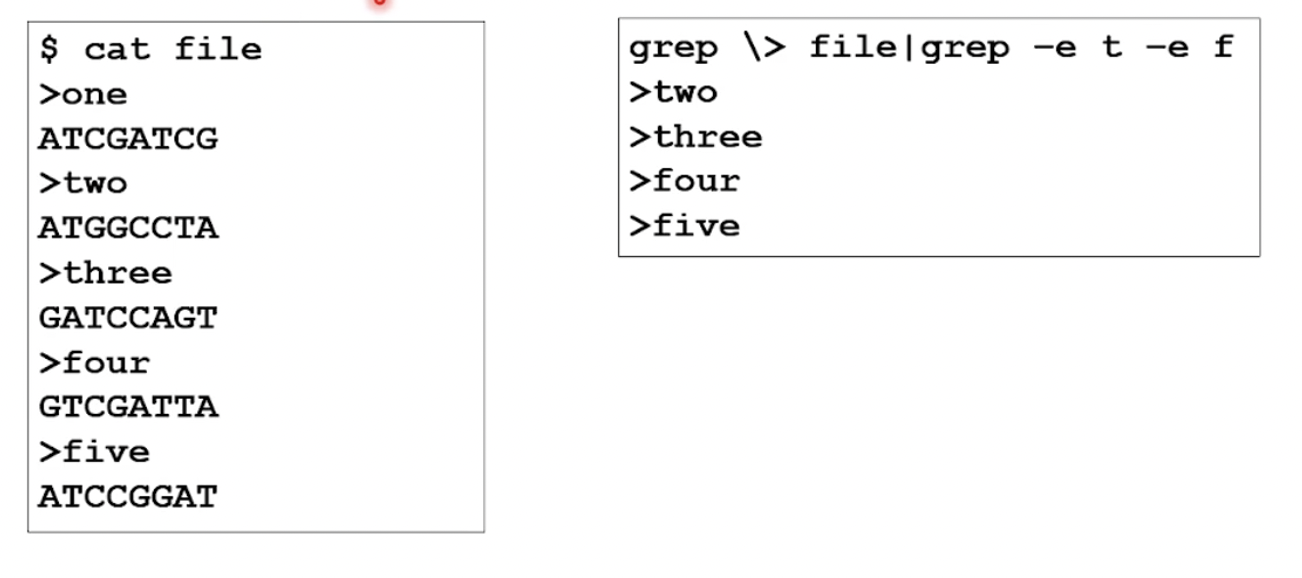 $ cat file
>one
ATCGATCG
>two
ATGGCCTA
>three
GATCCAGT
>four
GTCGATTA
>five
ATCCGGAT
grep \> file|grep –e t –e f
>two
>three
>four
>five